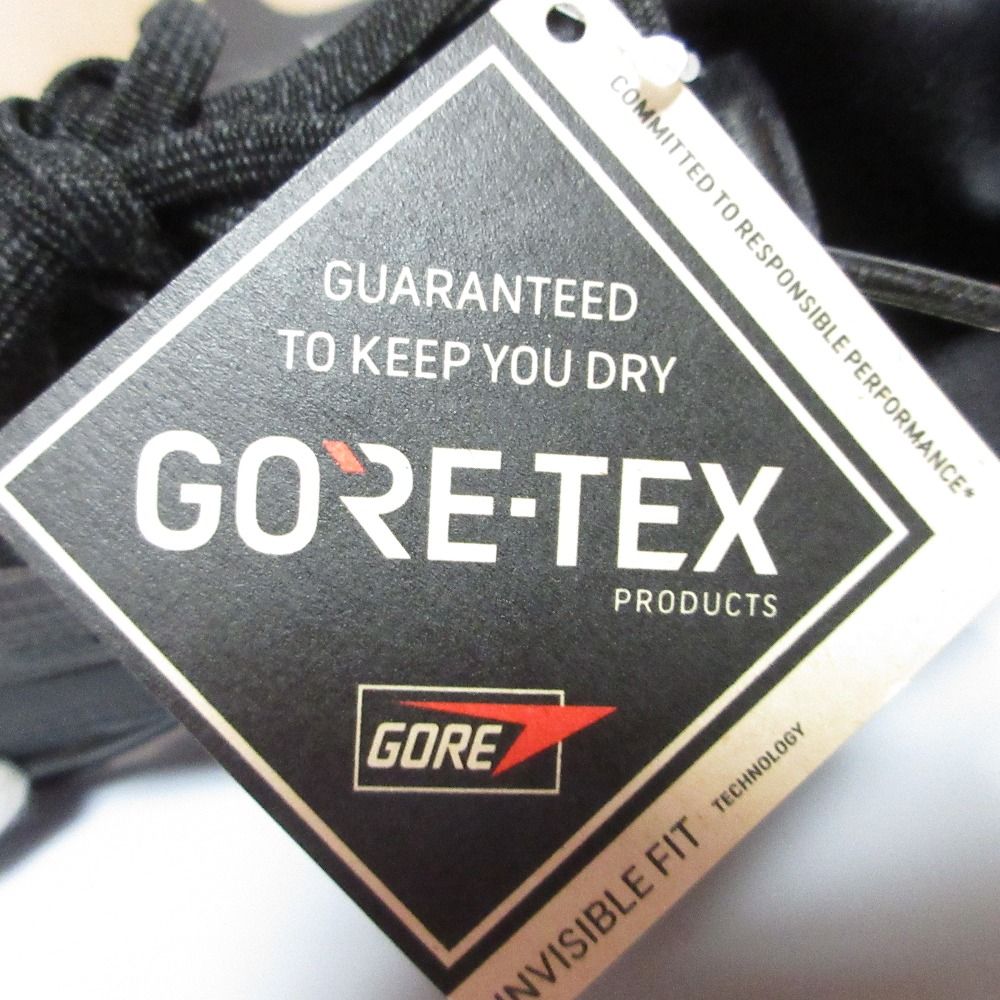 COMMITTED TO RESPONSIBLE PERFORMANCE*
GUARANTEED
TO KEEP YOU DRY
GORE-TEX
PRODUCTS
GORE
INVISIBLE FIT TECHNOLOGY